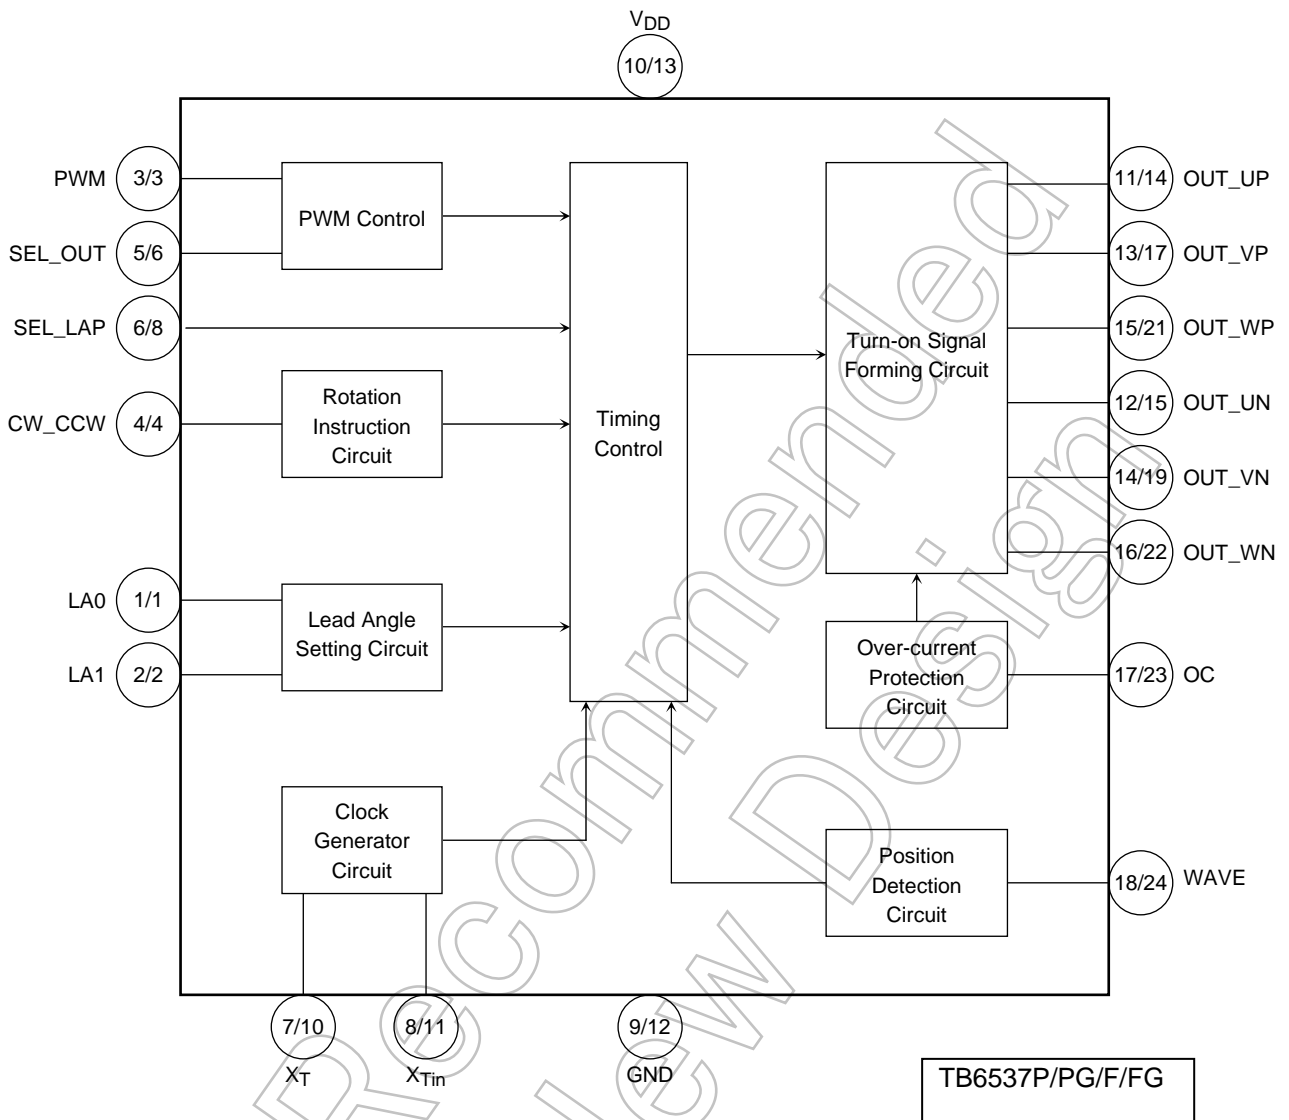 VDD
10/13
PWM 3/3
PWM Control
11/14 OUT_UP
SEL_OUT 5/6
13/17 OUT_VP
SEL_LAP 6/8
15/21 OUT_WP
Turn-on Signal
Forming Circuit
CW_CCW 4/4
Rotation
Instruction
Circuit
Timing
Control
12/15 OUT_UN
14/19 OUT_VN
16/22 OUT_WN
LA0 1/1
Lead Angle
Setting Circuit
LA1 2/2
Over-current
Protection
Circuit
17/23 OC
Clock
Generator
Circuit
Position
Detection
Circuit
18/24 WAVE
7/10
XT
8/11
XTin
9/12
GND
TB6537P/PG/F/FG
Recommended
New Design